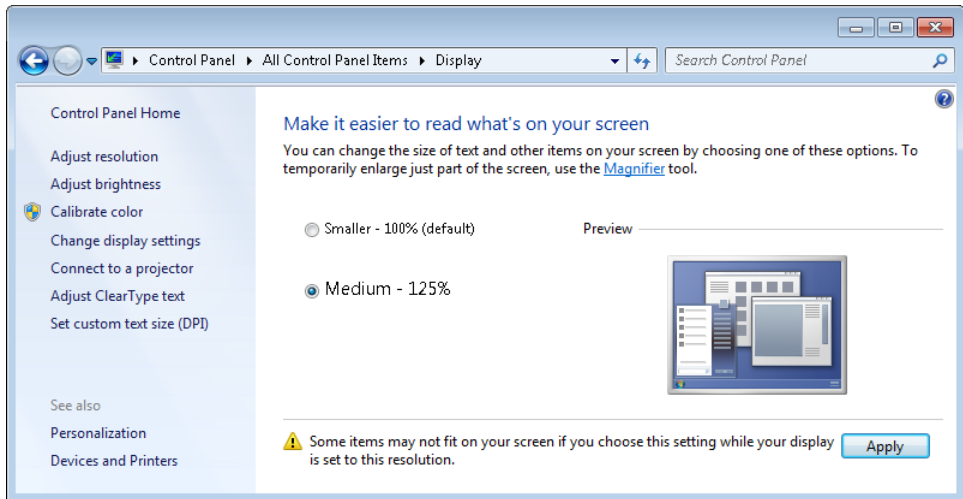 Control Panel All Control Panel Items Display Search Control Panel
Control Panel Home
Adjust resolution
Adjust brightness
Calibrate color
Change display settings
Connect to a projector
Adjust ClearType text
Set custom text size (DPI)
See also
Personalization
Devices and Printers
Make it easier to read what's on your screen
You can change the size of text and other items on your screen by choosing one of these options. To
temporarily enlarge just part of the screen, use the Magnifier tool.
Smaller - 100% (default)
Preview
Medium - 125%
Some items may not fit on your screen if you choose this setting while your display
is set to this resolution.
Apply